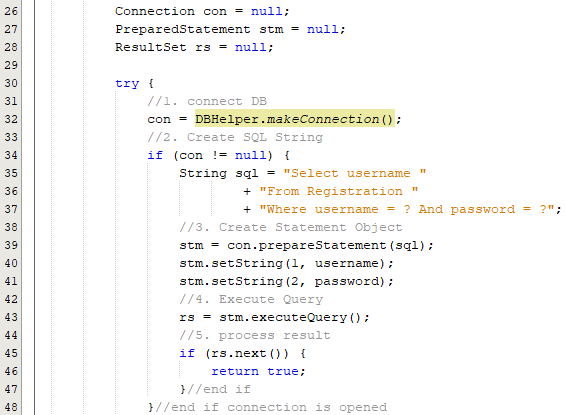 26 Connection con = null;
27 PreparedStatement stm = null;
28 ResultSet rs = null;
29
30 try {
31 //1. connect DB
32 con = DBHelper.makeConnection();
33 //2. Create SQL String
34 if (con != null) {
35 String sql = "Select username "
36 + "From Registration "
37 + "Where username = ? And password = ?";
38 //3. Create Statement Object
39 stm = con.prepareStatement(sql);
40 stm.setString(1, username);
41 stm.setString(2, password);
42 //4. Execute Query
43 rs = stm.executeQuery();
44 //5. process result
45 if (rs.next()) {
46 return true;
47 }//end if
48 }//end if connection is opened